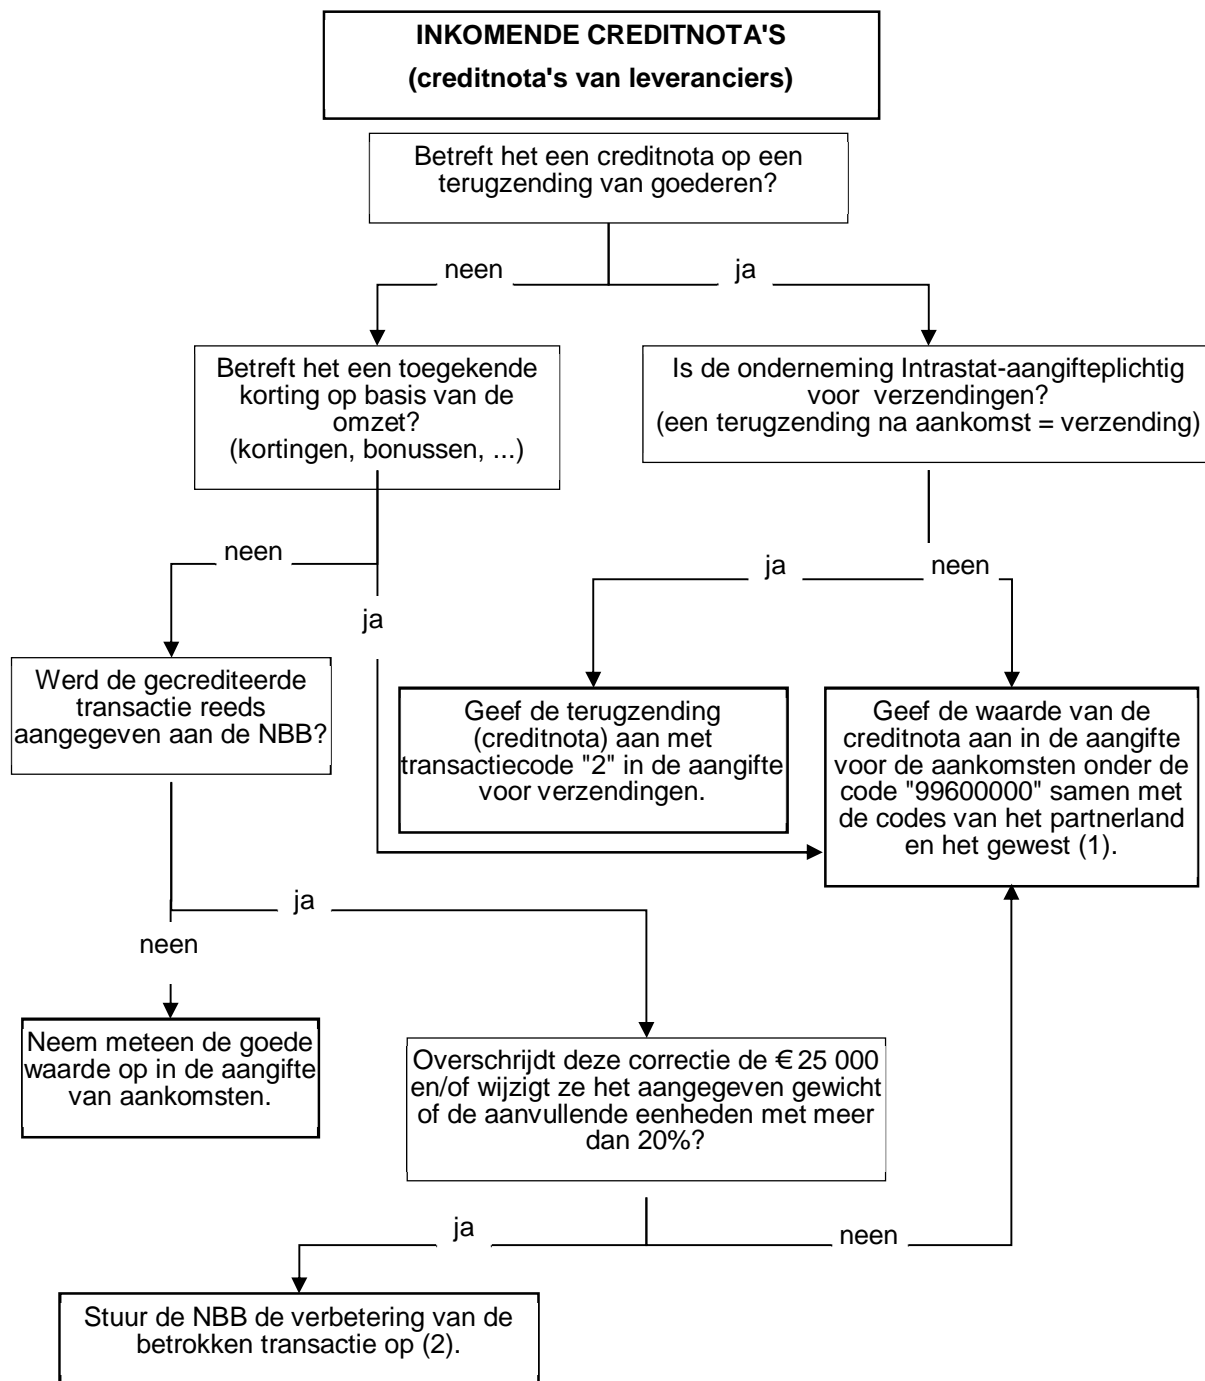 INKOMENDE CREDITNOTA'S
(creditnota's van leveranciers)
Betreft het een creditnota op een
terugzending van goederen?
neen
ja
Betreft het een toegekende
korting op basis van de
omzet?
(kortingen, bonussen, ...)
Is de onderneming Intrastat-aangifteplichtig
voor verzendingen?
(een terugzending na aankomst = verzending)
neen
ja
ja
neen
Werd de gecrediteerde
transactie reeds
aangegeven aan de NBB?
Geef de terugzending
(creditnota) aan met
transactiecode "2" in de aangifte
voor verzendingen.
Geef de waarde van de
creditnota aan in de aangifte
voor de aankomsten onder de
code "99600000" samen met
de codes van het partnerland
en het gewest (1).
ja
neen
Neem meteen de goede
waarde op in de aangifte
van aankomsten.
Overschrijdt deze correctie de € 25 000
en/of wijzigt ze het aangegeven gewicht
of de aanvullende eenheden met meer
dan 20%?
ja
neen
Stuur de NBB de verbetering van de
betrokken transactie op (2).